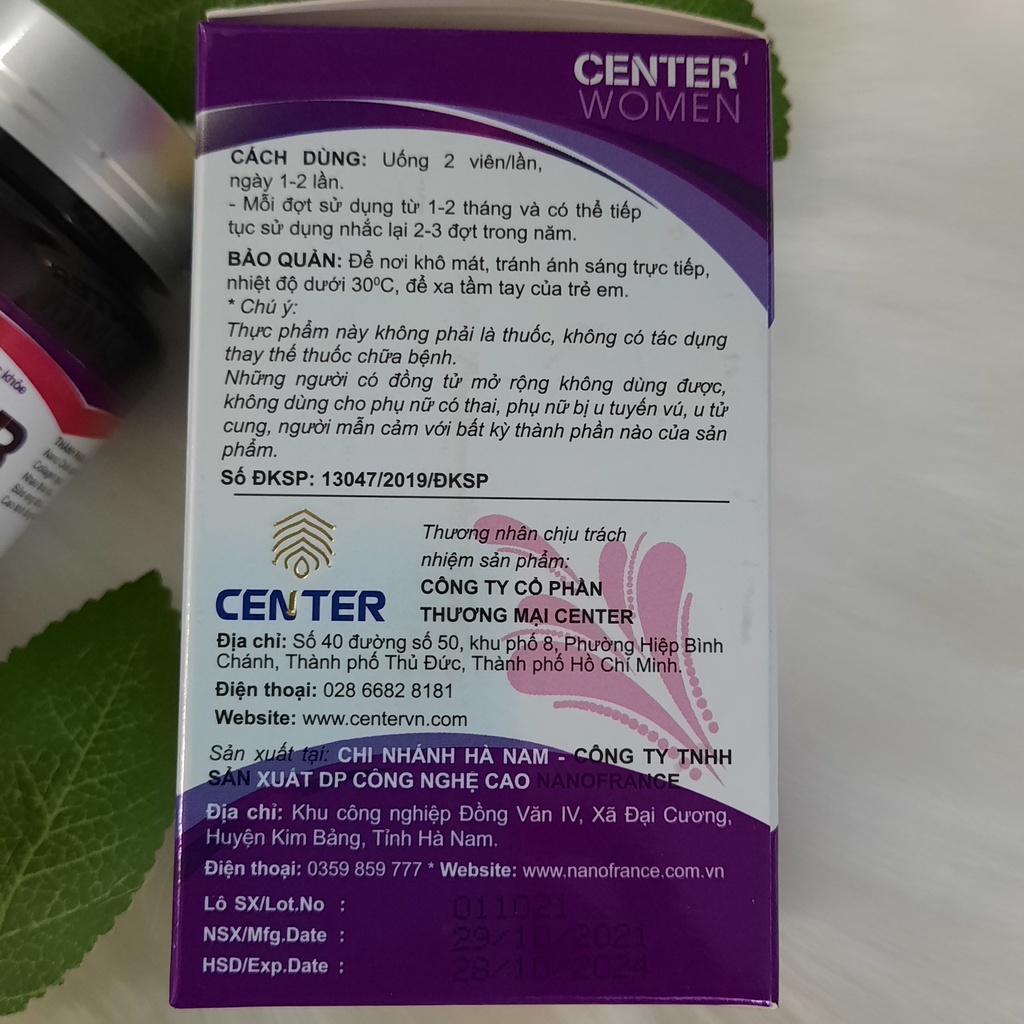 CENTER¹
WOMEN
CÁCH DÙNG: Uống 2 viên/lần,
ngày 1-2 lần.
- Mỗi đợt sử dụng từ 1-2 tháng và có thể tiếp
tục sử dụng nhắc lại 2-3 đợt trong năm.
BẢO QUẢN: Để nơi khô mát, tránh ánh sáng trực tiếp,
nhiệt độ dưới 30⁰C, để xa tầm tay của trẻ em.
* Chú ý:
Thực phẩm này không phải là thuốc, không có tác dụng
thay thế thuốc chữa bệnh.
Những người có đồng tử mở rộng không dùng được,
không dùng cho phụ nữ có thai, phụ nữ bị u tuyến vú, u tử
cung, người mẫn cảm với bất kỳ thành phần nào của sản
phẩm.
Số ĐKSP: 13047/2019/ĐKSP
CENTER
Thương nhân chịu trách
nhiệm sản phẩm:
CÔNG TY CỔ PHẦN
THƯƠNG MẠI CENTER
Địa chỉ: Số 40 đường số 50, khu phố 8, Phường Hiệp Bình
Chánh, Thành phố Thủ Đức, Thành phố Hồ Chí Minh.
Điện thoại: 028 6682 8181
Website: www.centervn.com
Sản xuất tại: CHI NHÁNH HÀ NAM - CÔNG TY TNHH
SẢN XUẤT DP CÔNG NGHỆ CAO NANOFRANCE
Địa chỉ: Khu công nghiệp Đồng Văn IV, Xã Đại Cương,
Huyện Kim Bảng, Tỉnh Hà Nam.
Điện thoại: 0359 859 777 * Website: www.nanofrance.com.vn
Lô SX/Lot.No : 011021
NSX/Mfg.Date : 29/10/2021
HSD/Exp.Date : 28/10/2024
khỏe